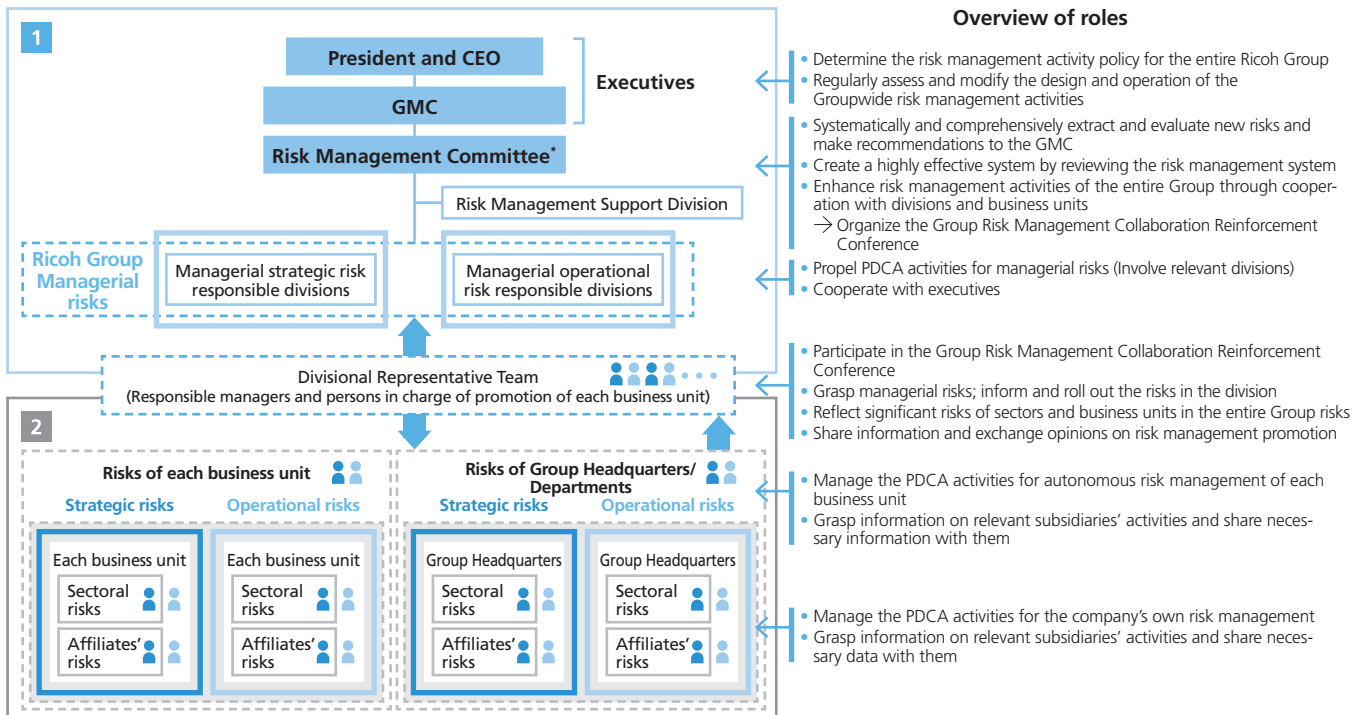 1
President and CEO
GMC
Executives
Risk Management Committee*
Risk Management Support Division
Ricoh Group
Managerial
risks
Managerial strategic risk
responsible divisions
Managerial operational
risk responsible divisions
Divisional Representative Team
(Responsible managers and persons in charge of promotion of each business unit)
2
Risks of each business unit
Strategic risks
Operational risks
Each business unit
Sectoral
risks
Affiliates'
risks
Each business unit
Sectoral
risks
Affiliates'
risks
Risks of Group Headquarters/
Departments
Strategic risks
Operational risks
Group Headquarters
Sectoral
risks
Affiliates'
risks
Group Headquarters
Sectoral
risks
Affiliates'
risks
Overview of roles
• Determine the risk management activity policy for the entire Ricoh Group
• Regularly assess and modify the design and operation of the
Groupwide risk management activities
• Systematically and comprehensively extract and evaluate new risks and
make recommendations to the GMC
• Create a highly effective system by reviewing the risk management system
• Enhance risk management activities of the entire Group through cooper-
ation with divisions and business units
→ Organize the Group Risk Management Collaboration Reinforcement
Conference
• Propel PDCA activities for managerial risks (Involve relevant divisions)
• Cooperate with executives
• Participate in the Group Risk Management Collaboration Reinforcement
Conference
• Grasp managerial risks; inform and roll out the risks in the division
• Reflect significant risks of sectors and business units in the entire Group risks
• Share information and exchange opinions on risk management promotion
• Manage the PDCA activities for autonomous risk management of each
business unit
• Grasp information on relevant subsidiaries' activities and share neces-
sary information with them
• Manage the PDCA activities for the company's own risk management
• Grasp information on relevant subsidiaries' activities and share neces-
sary data with them